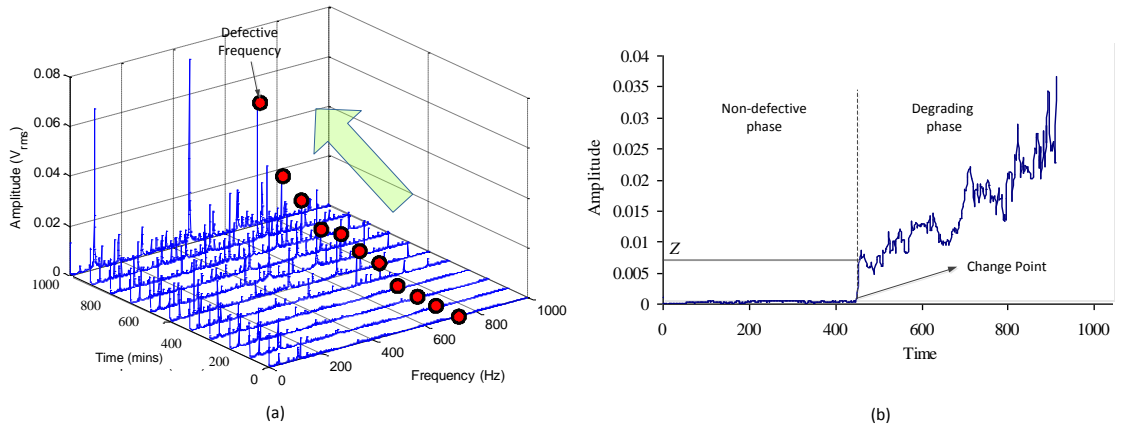 Defective
Frequency
0.08
0.06
0.04
0.02
0
Amplitude (Vrms)
1000
800
600
400
200
0
Time (mins)
0
200
400
600
800
1000
Frequency (Hz)
(a)
0.04
0.035
0.03
0.025
0.02
0.015
0.01
0.005
0
Amplitude
Non-defective
phase
Degrading
phase
Z
Change Point
0
200
400
600
800
1000
Time
(b)